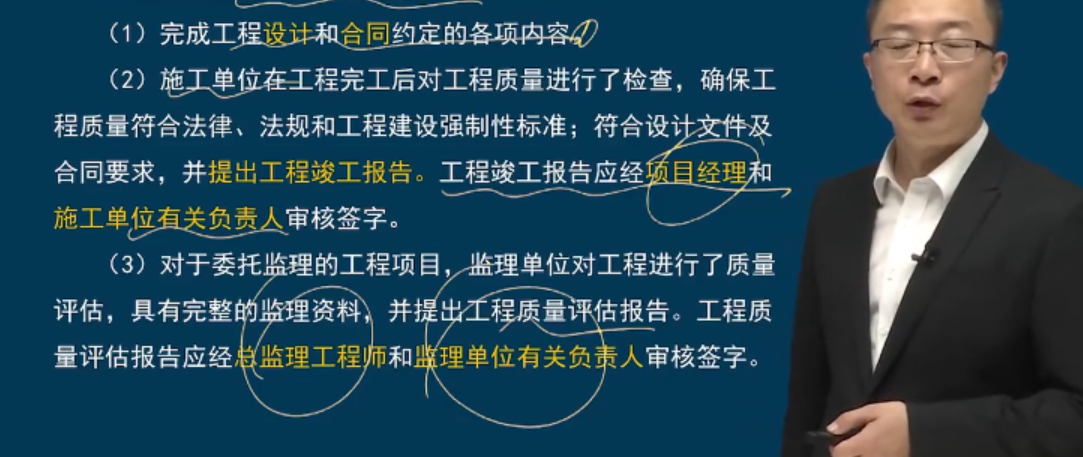 （1）完成工程设计和合同约定的各项内容。
（2）施工单位在工程完工后对工程质量进行了检查，确保工
程质量符合法律、法规和工程建设强制性标准；符合设计文件及
合同要求，并提出工程竣工报告。工程竣工报告应经项目经理和
施工单位有关负责人审核签字。
（3）对于委托监理的工程项目，监理单位对工程进行了质量
评估，具有完整的监理资料，并提出工程质量评估报告。工程质
量评估报告应经总监理工程师和监理单位有关负责人审核签字。